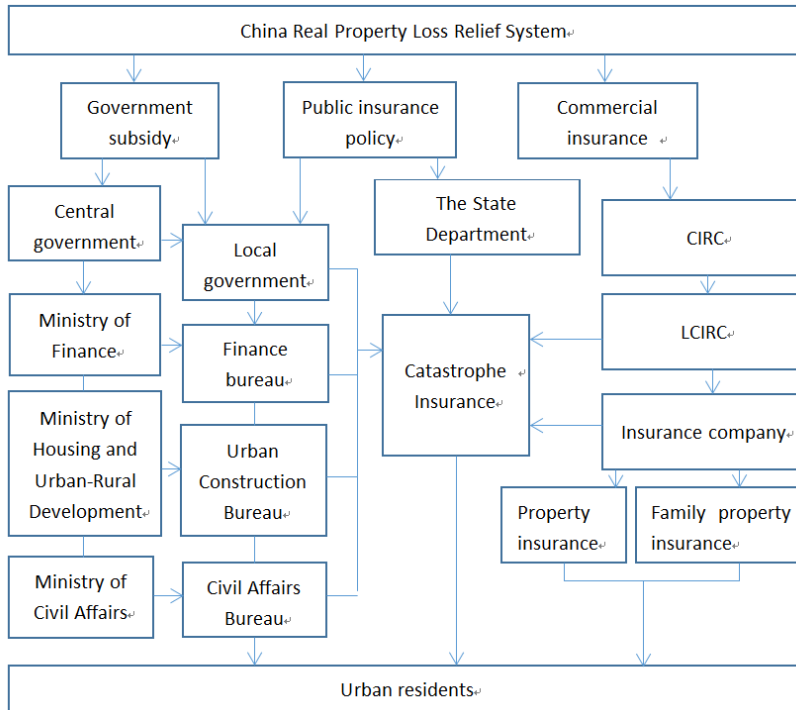 China Real Property Loss Relief System
Government
subsidy
Public insurance
policy
Commercial
insurance
Central
government
Local
government
The State
Department
CIRC
Ministry of
Finance
Finance
bureau
Catastrophe
Insurance
LCIRC
Ministry of
Housing and
Urban-Rural
Development
Urban
Construction
Bureau
Insurance company
Property
insurance
Family property
insurance
Ministry of
Civil Affairs
Civil Affairs
Bureau
Urban residents